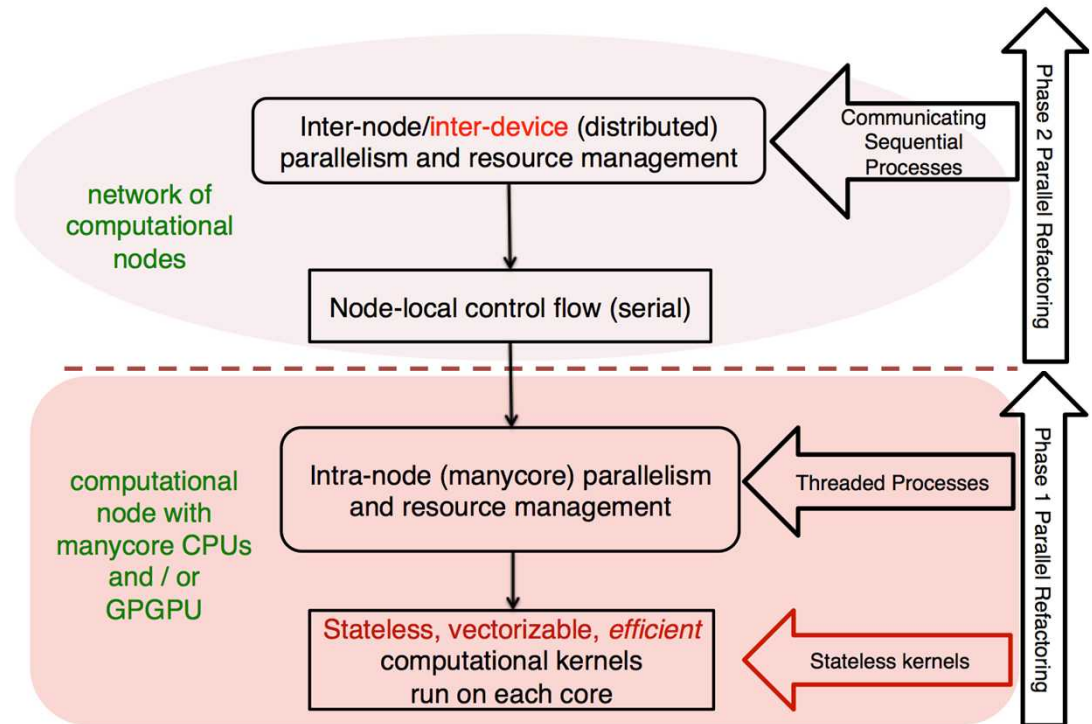 Inter-node/inter-device (distributed)
parallelism and resource management
Communicating
Sequential
Processes
Phase 2 Parallel Refactoring
network of
computational
nodes
Node-local control flow (serial)
Intra-node (manycore) parallelism
and resource management
Threaded Processes
Phase 1 Parallel Refactoring
computational
node with
manycore CPUs
and / or
GPGPU
Stateless, vectorizable, efficient
computational kernels
run on each core
Stateless kernels